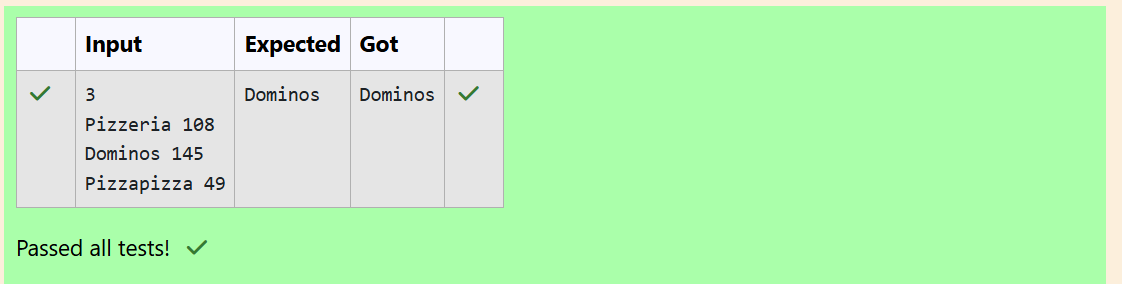 Input Expected Got
3 Dominos Dominos
Pizzeria 108
Dominos 145
Pizzapizza 49
Passed all tests!